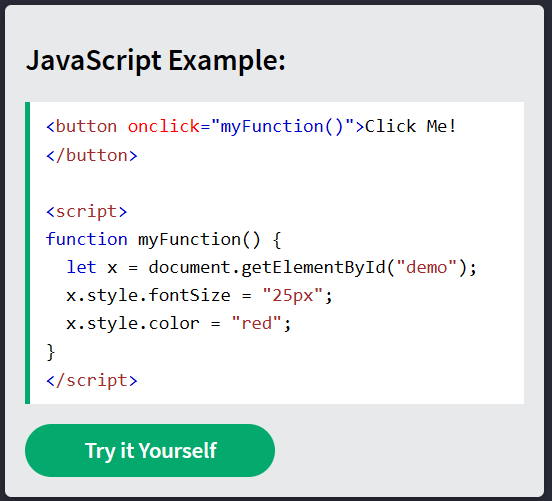 JavaScript Example:
<button onclick="myFunction()">Click Me!
</button>
<script>
function myFunction() {
  let x = document.getElementById("demo");
  x.style.fontSize = "25px";
  x.style.color = "red";
}
</script>
Try it Yourself